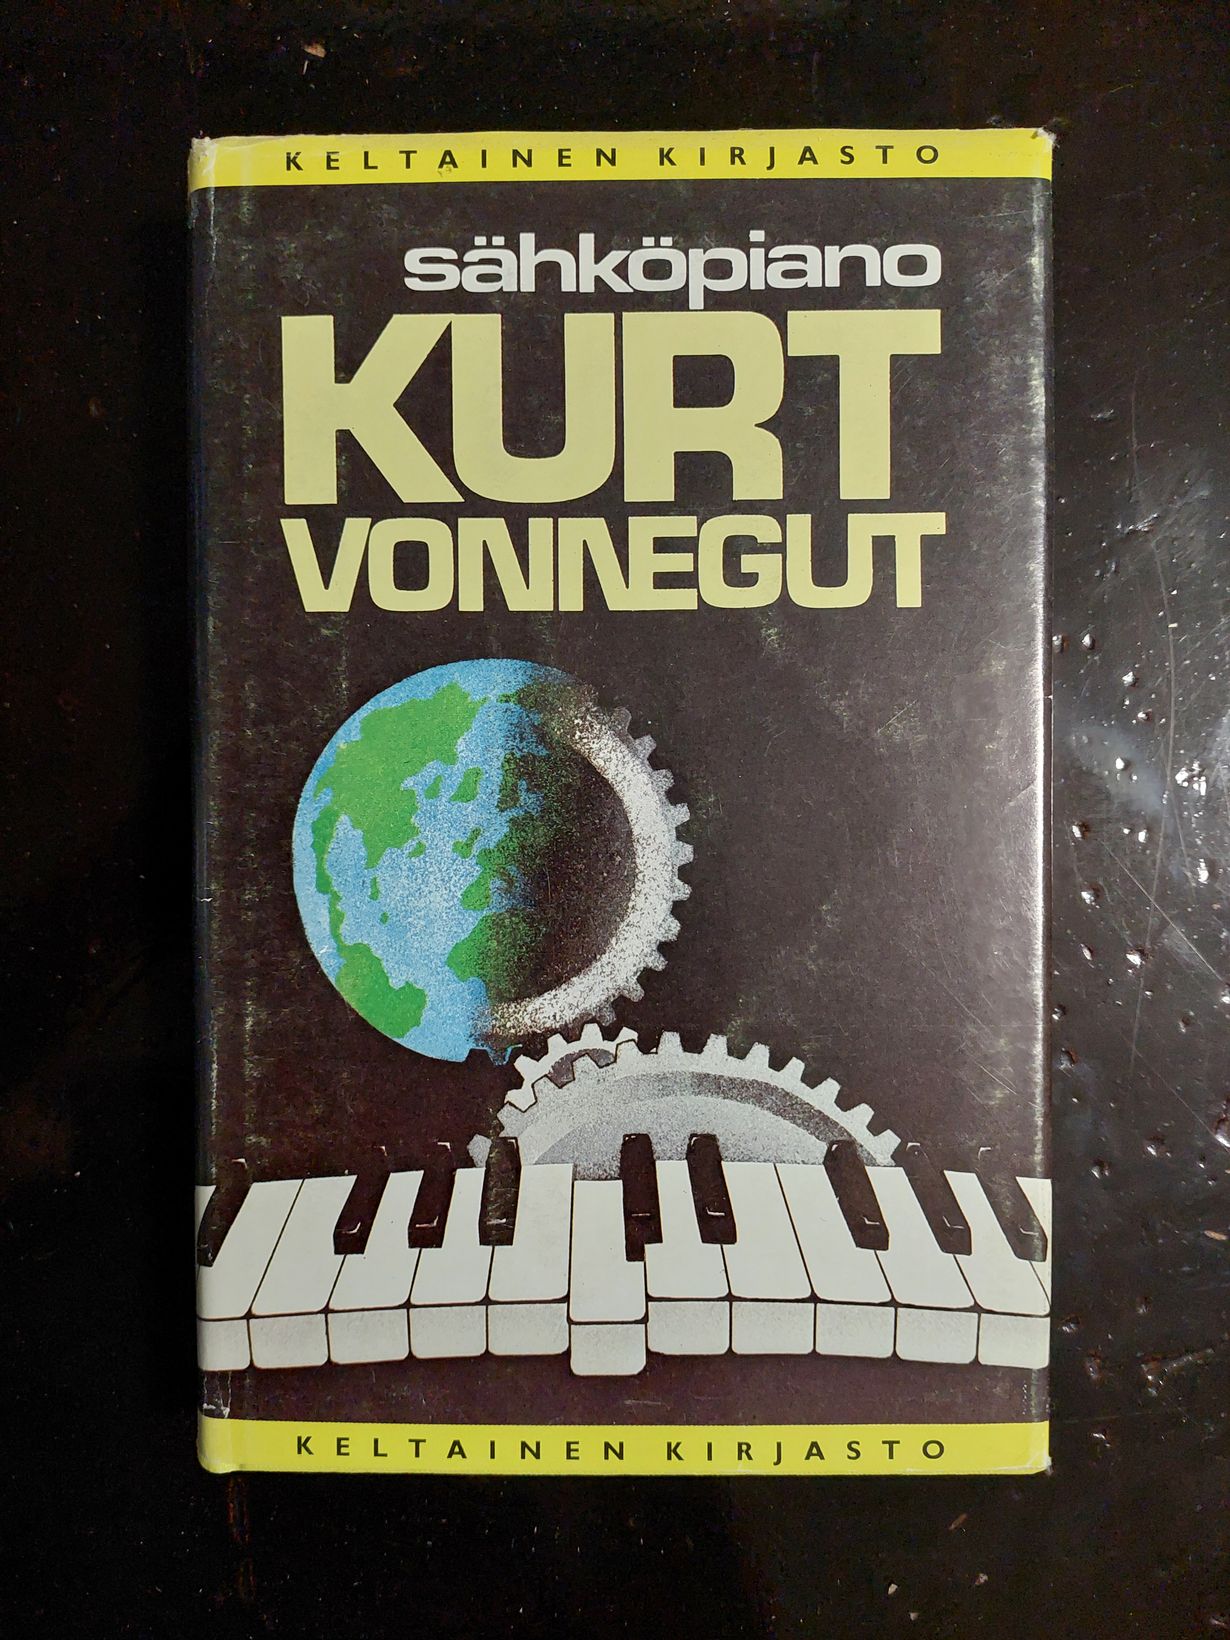 KELTAINEN KIRJASTO
sähköpiano
KURT
VONNEGUT
KELTAINEN KIRJASTO